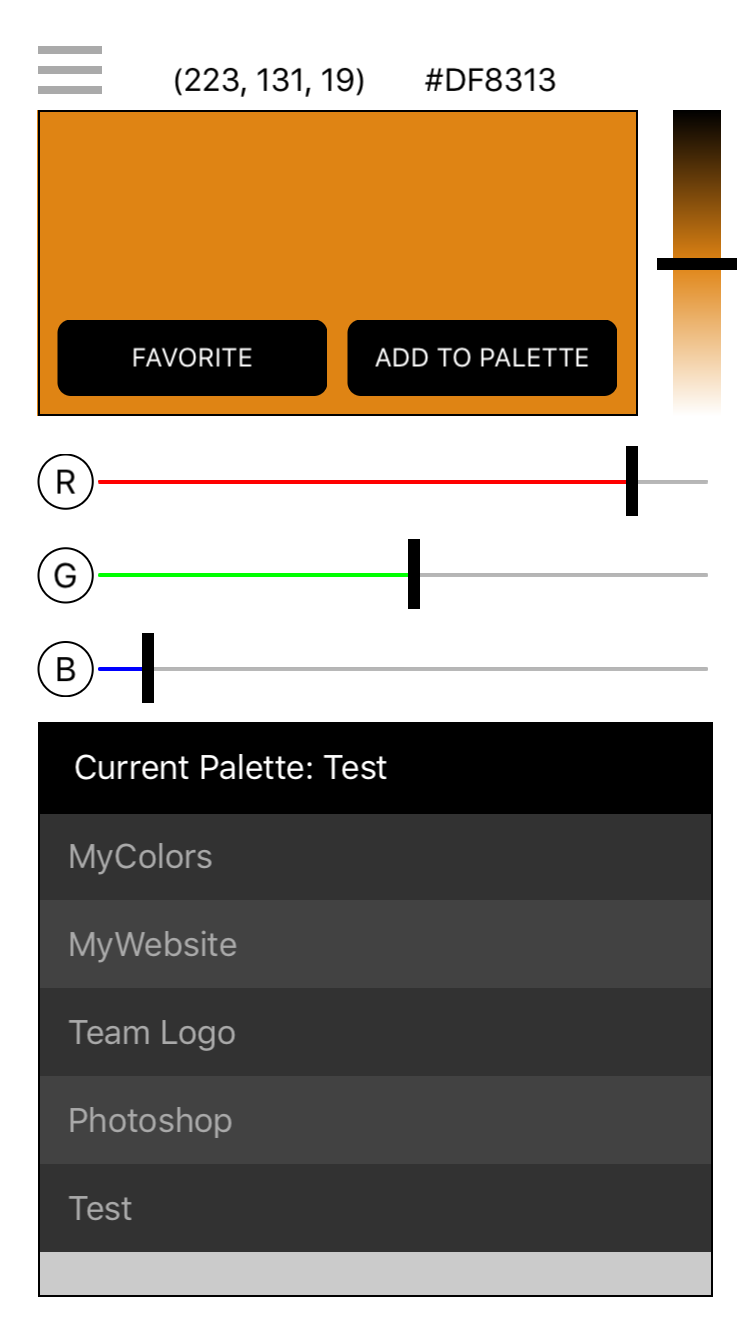 (223, 131, 19) #DF8313
FAVORITE ADD TO PALETTE
R
G
B
Current Palette: Test
MyColors
MyWebsite
Team Logo
Photoshop
Test